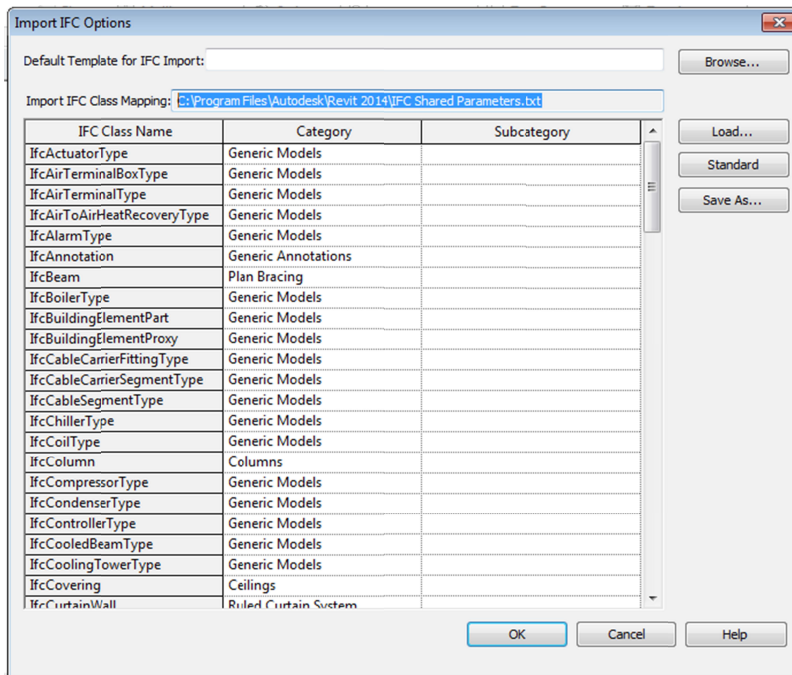 Import IFC Options
Default Template for IFC Import:
Browse...
Import IFC Class Mapping: C:\Program Files\Autodesk\Revit 2014\IFC Shared Parameters.txt
IFC Class Name Category Subcategory
Load...
IfcActuatorType Generic Models
Standard
IfcAirTerminalBoxType Generic Models
IfcAirTerminalType Generic Models
Save As...
IfcAirToAirHeatRecoveryType Generic Models
IfcAlarmType Generic Models
IfcAnnotation Generic Annotations
IfcBeam Plan Bracing
IfcBoilerType Generic Models
IfcBuildingElementPart Generic Models
IfcBuildingElementProxy Generic Models
IfcCableCarrierFittingType Generic Models
IfcCableCarrierSegmentType Generic Models
IfcCableSegmentType Generic Models
IfcChillerType Generic Models
IfcCoilType Generic Models
IfcColumn Columns
IfcCompressorType Generic Models
IfcCondenserType Generic Models
IfcControllerType Generic Models
IfcCooledBeamType Generic Models
IfcCoolingTowerType Generic Models
IfcCovering Ceilings
IfcCurtainWall Ruled Curtain System
OK Cancel Help